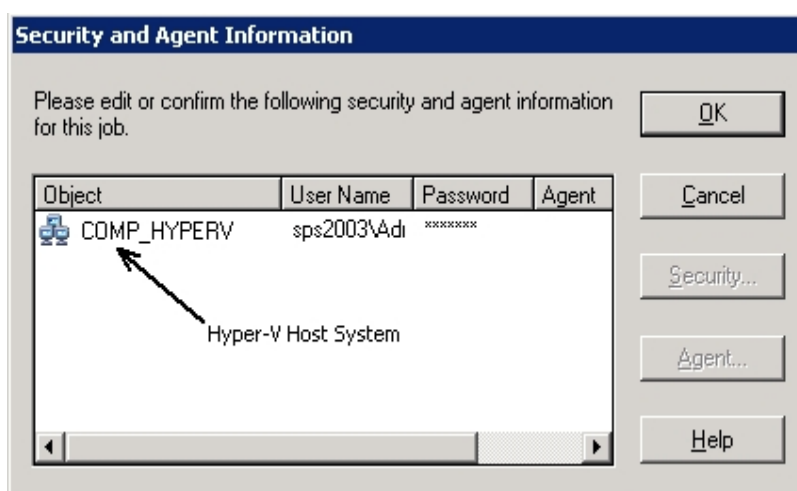 Security and Agent Information
Please edit or confirm the following security and agent information
for this job.
OK
Cancel
Security...
Agent...
Help
Object User Name Password Agent
COMP_HYPERV sps2003\Adı ×××××××
Hyper-V Host System